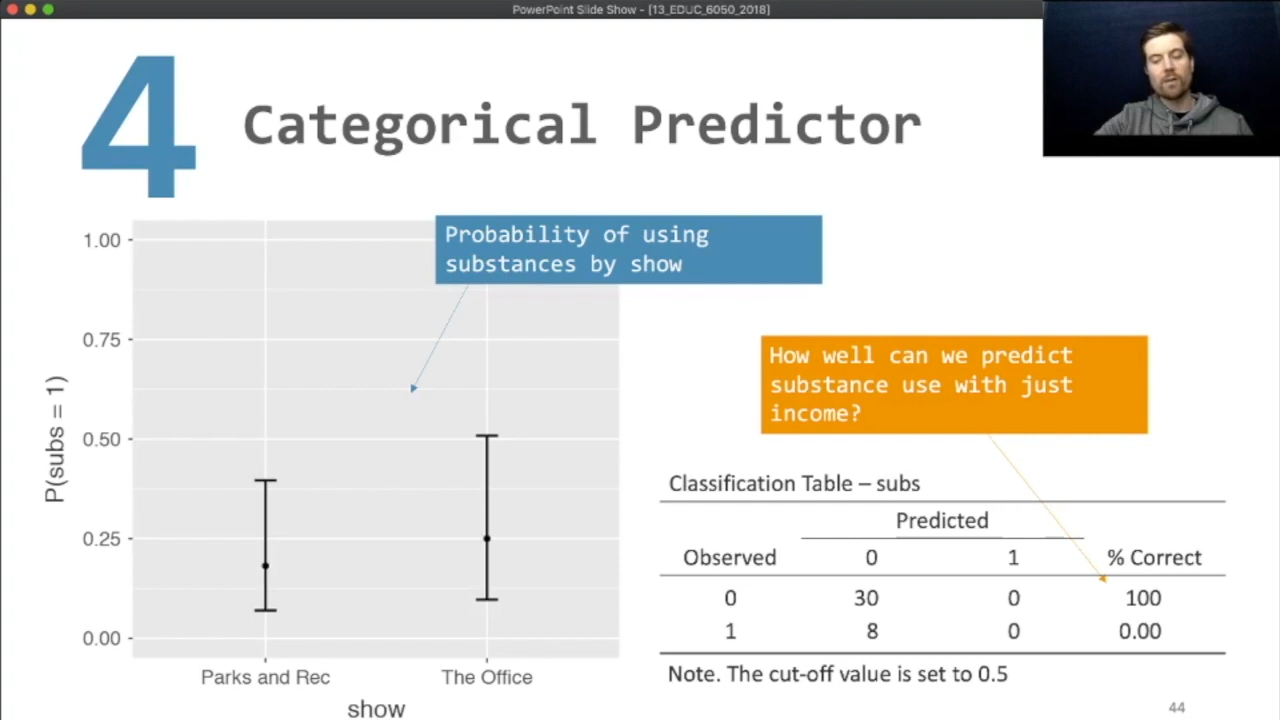 PowerPoint Slide Show - [13_EDUC_6050_2018]
4
Categorical Predictor
Probability of using
substances by show
1.00
0.75
0.50
0.25
0.00
P(subs = 1)
Parks and Rec
The Office
show
How well can we predict
substance use with just
income?
Classification Table – subs
Predicted
Observed 0 1 % Correct
0 30 0 100
1 8 0 0.00
Note. The cut-off value is set to 0.5
44